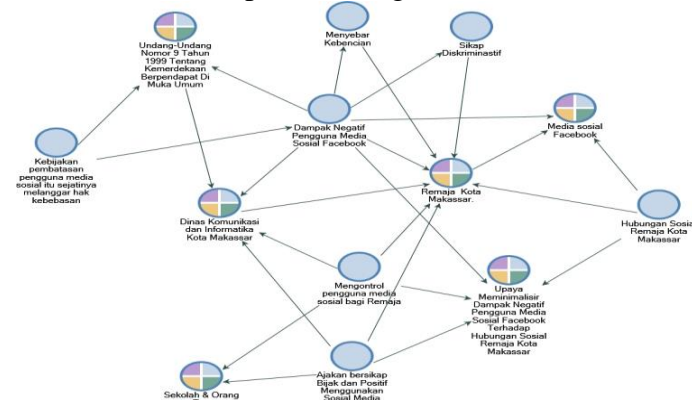 Undang-Undang
Nomor 9 Tahun
1999 Tentang
Kemerdekaan
Berpendapat Di
Muka Umum
Menyebar
Kebencian
Sikap
Diskriminastif
Dampak Negatif
Pengguna Media
Sosial Facebook
Media sosial
Facebook
Kebijakan
pembatasan
pengguna media
sosial itu sejatinya
melanggar hak
kebebasan
Remaja Kota
Makassar.
Dinas Komunikasi
dan Informatika
Kota Makassar
Hubungan Sosia
Remaja Kota
Makassar
Mengontrol
pengguna media
sosial bagi Remaja
Upaya
Meminimalisir
Dampak Negatif
Pengguna Media
Sosial Facebook
Terhadap
Hubungan Sosial
Remaja Kota
Makassar
Sekolah & Orang
Ajakan bersikap
Bijak dan Positif
Menggunakan
Sosial Media